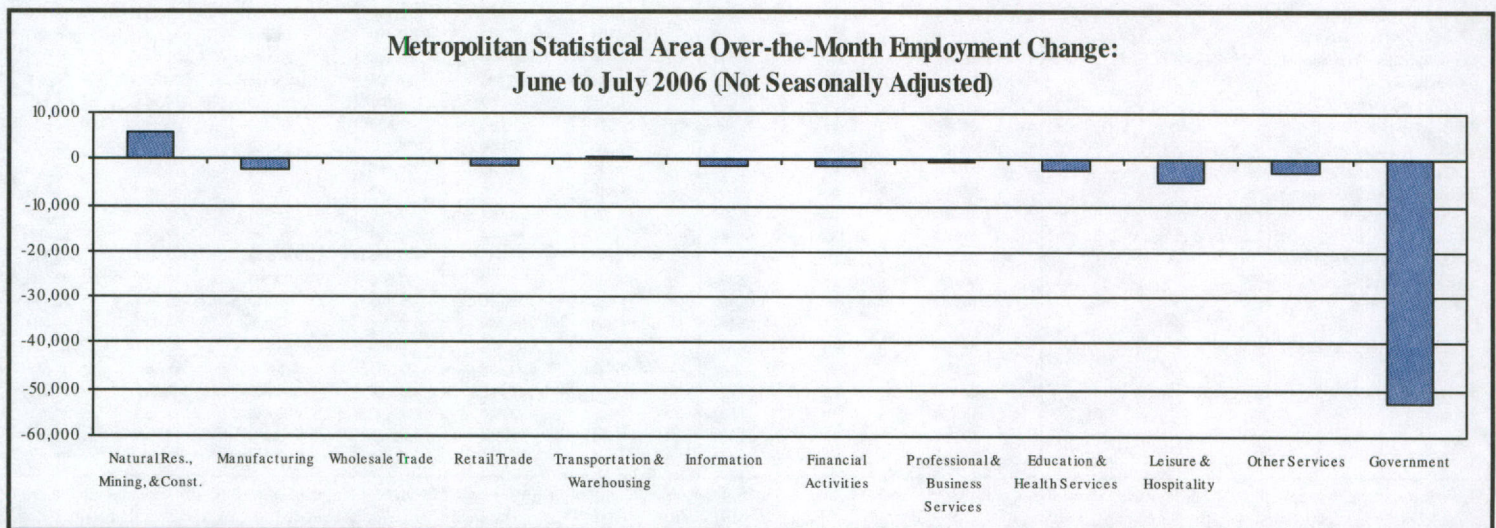 Metropolitan Statistical Area Over-the-Month Employment Change:
June to July 2006 (Not Seasonally Adjusted)
10,000
0
-10,000
-20,000
-30,000
-40,000
-50,000
-60,000
Natural Res.,
Mining, & Const.
Manufacturing
Wholesale Trade
Retail Trade
Transportation &
Warehousing
Information
Financial
Activities
Professional &
Business
Services
Education &
Health Services
Leisure &
Hospitality
Other Services
Government